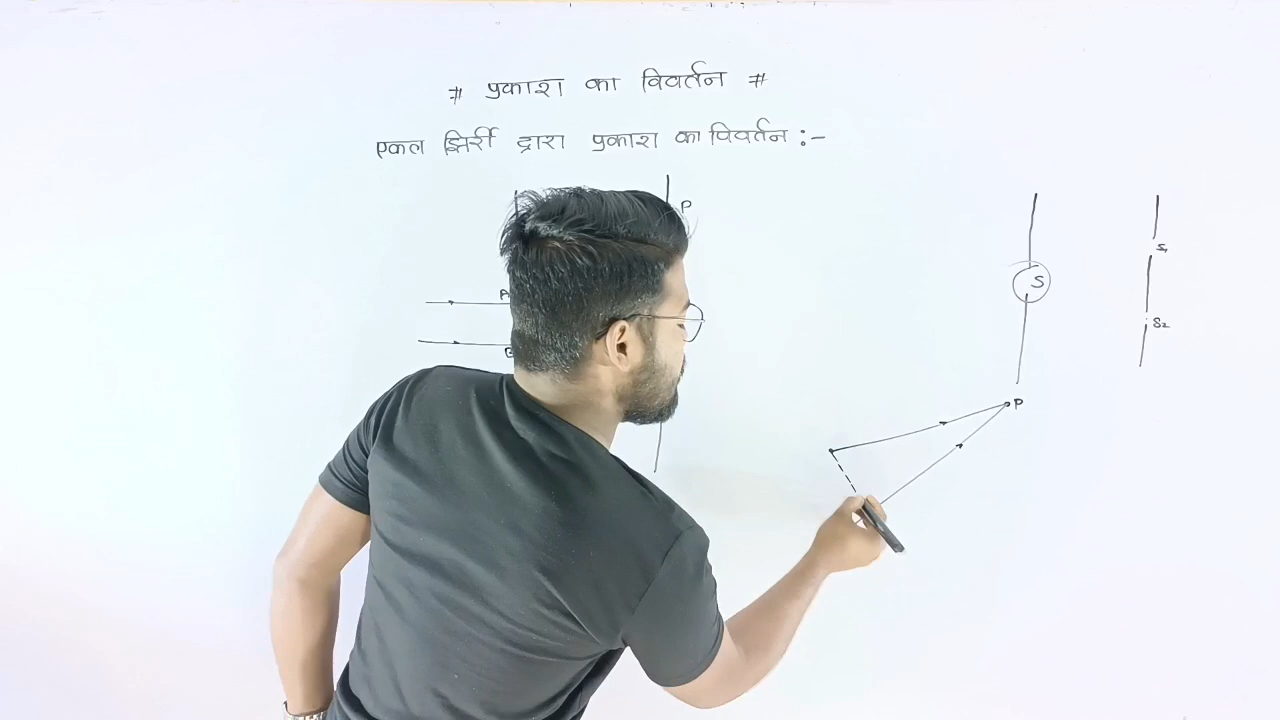 # प्रकाश का विवर्तन #
एकल झिर्री द्वारा प्रकाश का विवर्तन :-
P
A
B
S
S₁
S₂
P